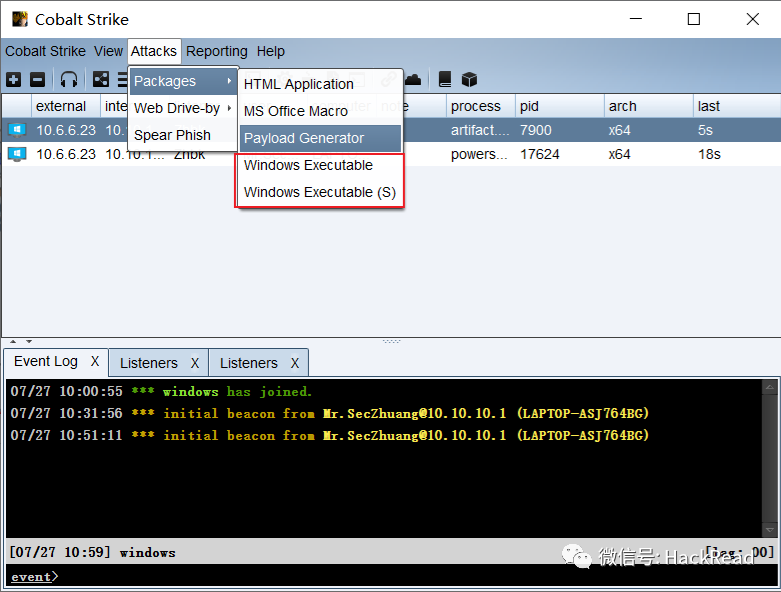 Cobalt Strike
Cobalt Strike View Attacks Reporting Help
Packages
Web Drive-by
Spear Phish
HTML Application
MS Office Macro
Payload Generator
Windows Executable
Windows Executable (S)
external note process pid arch last
10.6.6.23 10.10. artifact.... 7900 x64 5s
10.6.6.23 10.10.1... powers... 17624 x64 18s
Event Log X Listeners X Listeners X
07/27 10:00:55 *** windows has joined.
07/27 10:31:56 *** initial beacon from Mr.SecZhuang@10.10.10.1 (LAPTOP-ASJ764BG)
07/27 10:51:11 *** initial beacon from Mr.SecZhuang@10.10.10.1 (LAPTOP-ASJ764BG)
[07/27 10:59] windows
微信号: HackRead
event>